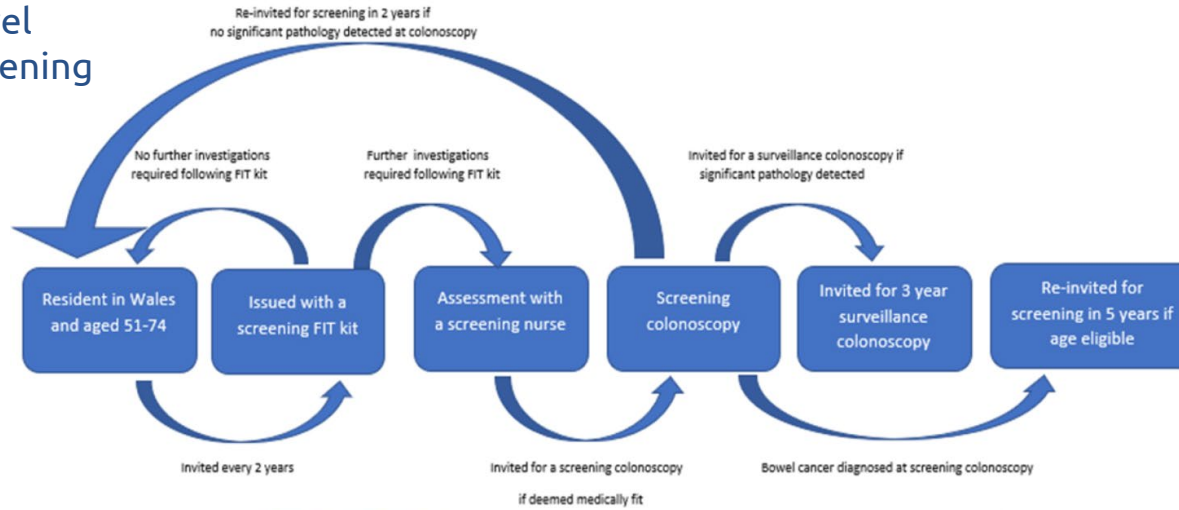 el
ening
Re-invited for screening in 2 years if
no significant pathology detected at colonoscopy
No further investigations
required following FIT kit
Further investigations
required following FIT kit
Invited for a surveillance colonoscopy if
significant pathology detected
Resident in Wales
and aged 51-74
Issued with a
screening FIT kit
Assessment with
a screening nurse
Screening
colonoscopy
Invited for 3 year
surveillance
colonoscopy
Re-invited for
screening in 5 years if
age eligible
Invited every 2 years
Invited for a screening colonoscopy
if deemed medically fit
Bowel cancer diagnosed at screening colonoscopy